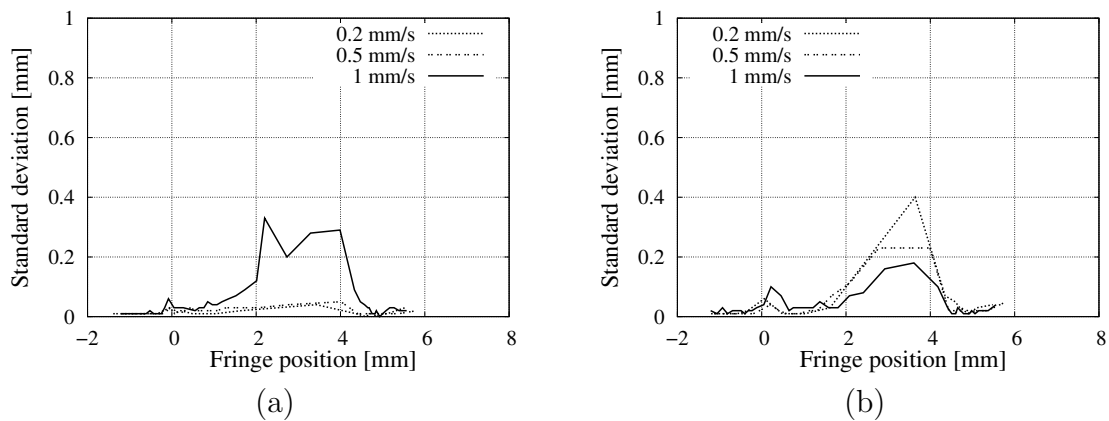 Standard deviation [mm]
1
0.8
0.6
0.4
0.2
0
−2 0 2 4 6 8
Fringe position [mm]
0.2 mm/s
0.5 mm/s
1 mm/s
(a)
Standard deviation [mm]
1
0.8
0.6
0.4
0.2
0
−2 0 2 4 6 8
Fringe position [mm]
0.2 mm/s
0.5 mm/s
1 mm/s
(b)